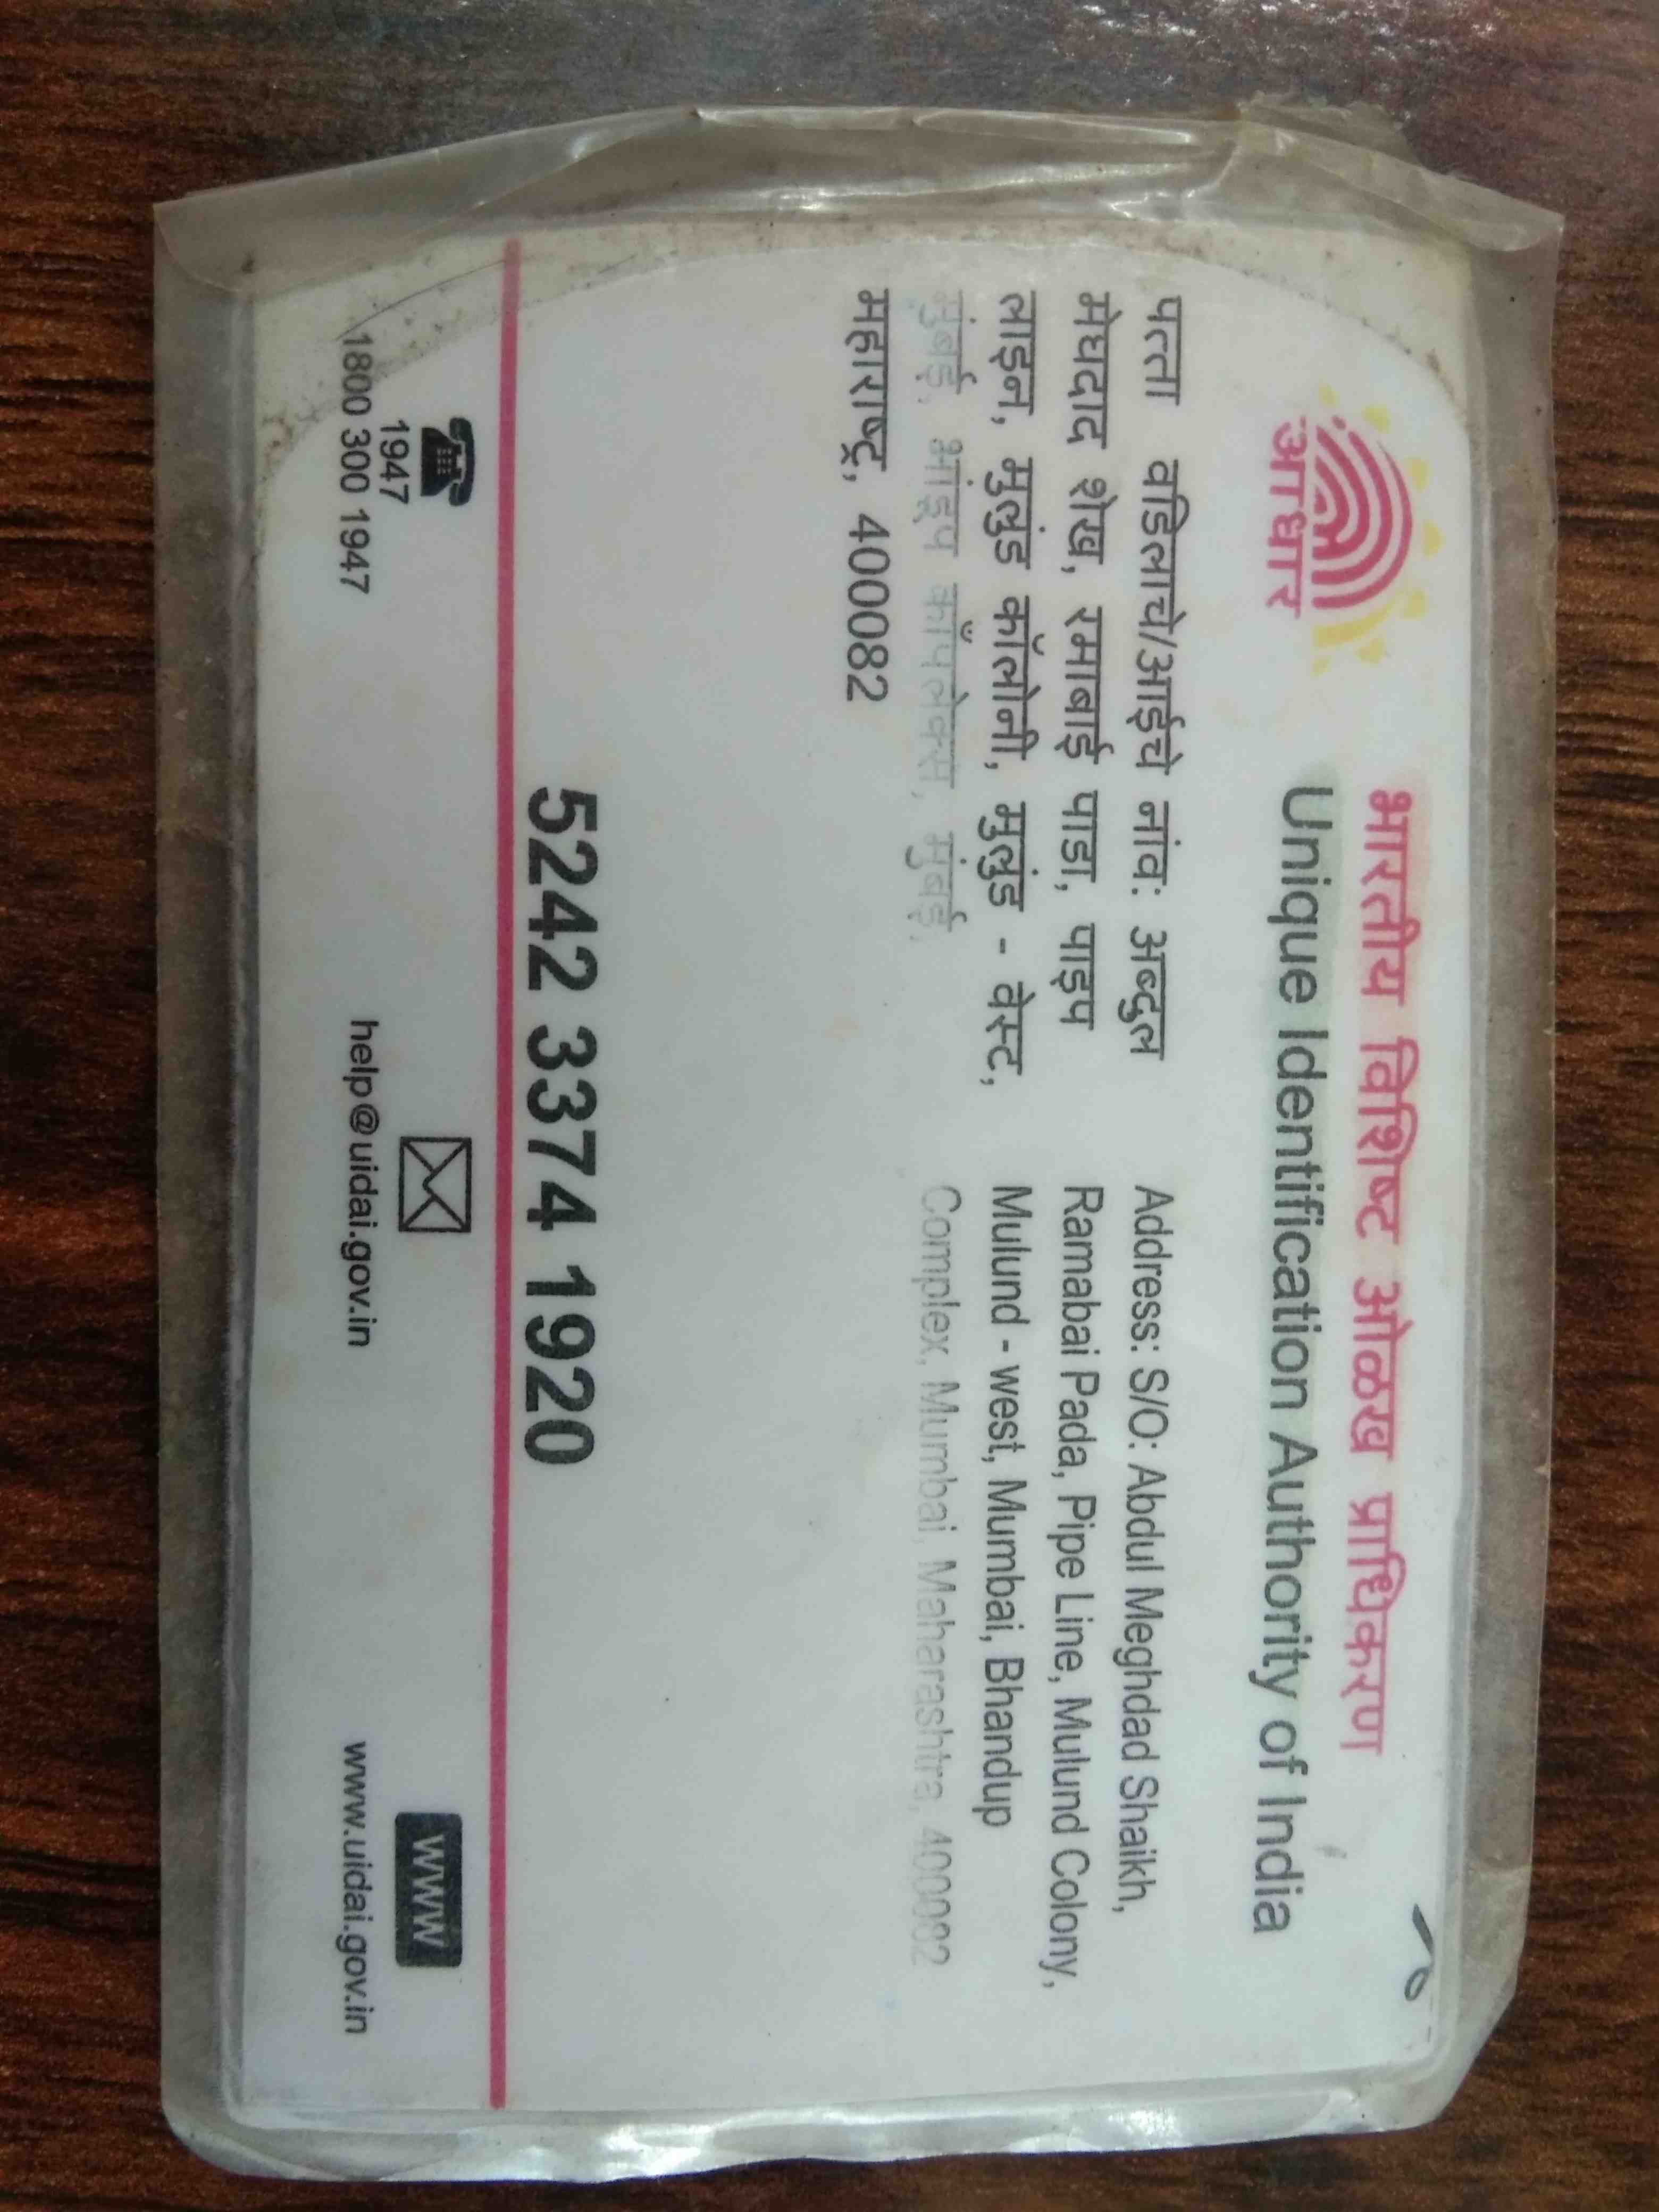 भारतीय विशिष्ट ओळख प्राधिकरण
Unique Identification Authority of India
आधार
पत्ता वडिलाचे/आईचे नांव: अब्दुल
मेघदाद शेख, रमाबाई पाडा, पाइप
लाइन, मुलुंड कॉलोनी, मुलुंड - वेस्ट,
मुंबई, भांडूप कॉंपलेक्स, मुंबई,
महाराष्ट्र, 400082
Address: S/O: Abdul Meghdad Shaikh,
Ramabai Pada, Pipe Line, Mulund Colony,
Mulund - west, Mumbai, Bhandup
Complex, Mumbai, Maharashtra, 400082
5242 3374 1920
1947
1800 300 1947
help@uidai.gov.in
www
www.uidai.gov.in